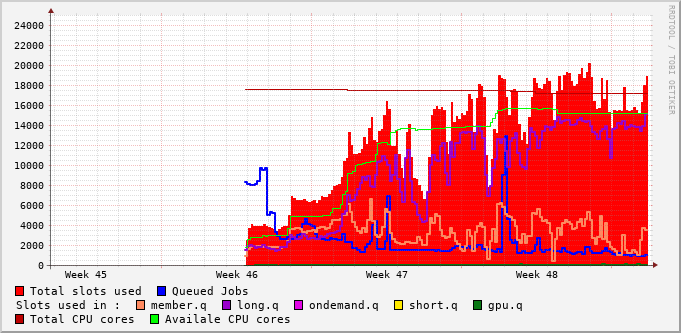 RRDTOOL / TOBI OETIKER
24000
22000
20000
18000
16000
14000
12000
10000
8000
6000
4000
2000
0
Week 45 Week 46 Week 47 Week 48
Total slots used Queued Jobs
Slots used in : member.q long.q ondemand.q short.q gpu.q
Total CPU cores Availale CPU cores